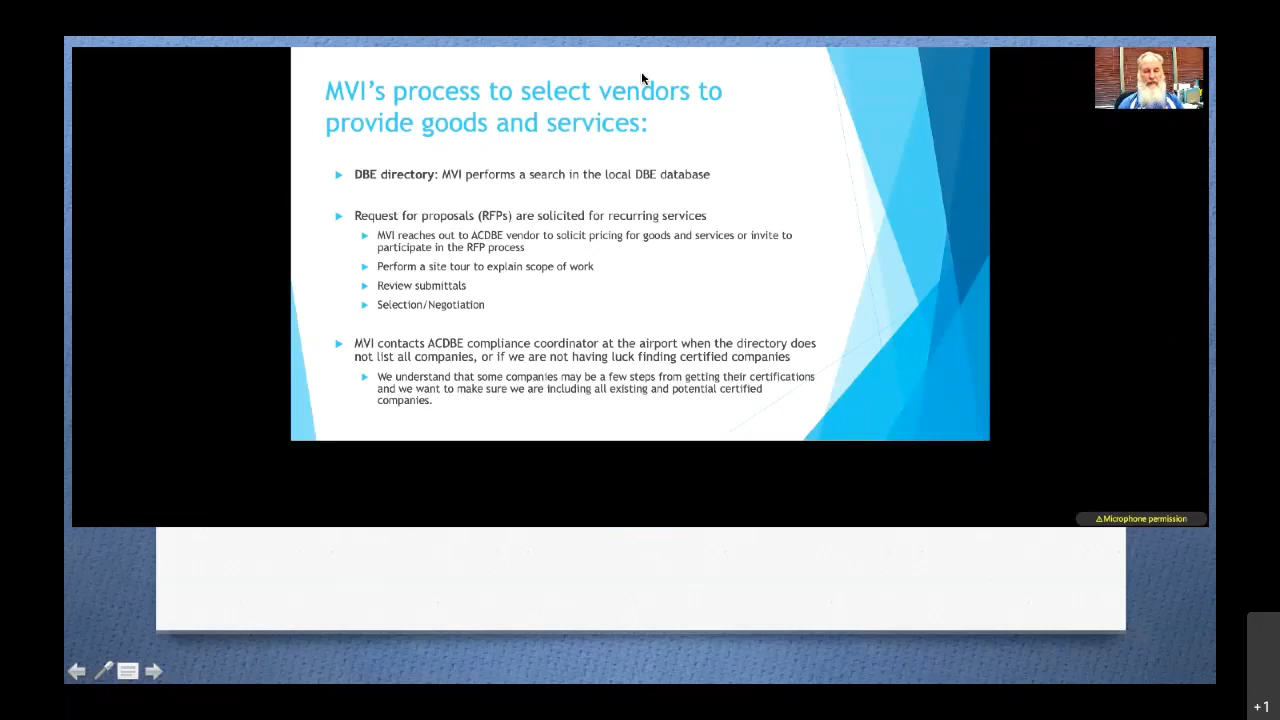 MVI's process to select vendors to
provide goods and services:
DBE directory: MVI performs a search in the local DBE database
Request for proposals (RFPs) are solicited for recurring services
MVI reaches out to ACDBE vendor to solicit pricing for goods and services or invite to
participate in the RFP process
Perform a site tour to explain scope of work
Review submittals
Selection/Negotiation
MVI contacts ACDBE compliance coordinator at the airport when the directory does
not list all companies, or if we are not having luck finding certified companies
We understand that some companies may be a few steps from getting their certifications
and we want to make sure we are including all existing and potential certified
companies.
Microphone permission
+1